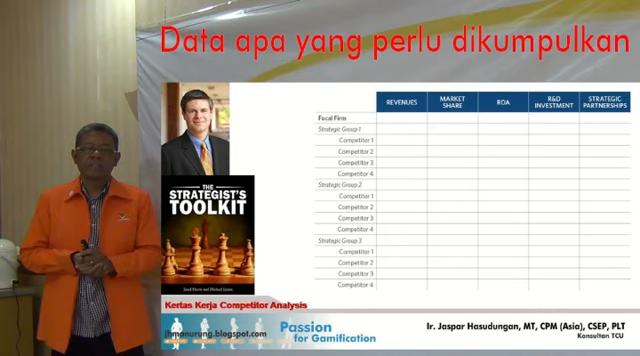 Data apa yang perlu dikumpulkan
REVENUES
MARKET
SHARE
ROA
R&D
INVESTMENT
STRATEGIC
PARTNERSHIPS
Focal Firm
Strategic Group 1
Competitor 1
Competitor 2
Competitor 3
Competitor 4
Strategic Group 2
Competitor 1
Competitor 2
Competitor 3
Competitor 4
Strategic Group 3
Competitor 1
Competitor 2
Competitor 3
Competitor 4
THE
STRATEGIST'S
TOOLKIT
Kertas Kerja Competitor Analysis
jhmanurung.blogspot.com
Passion
for Gamification
Ir. Jaspar Hasudungan, MT, CPM (Asia), CSEP, PLT
Konsultan TCU